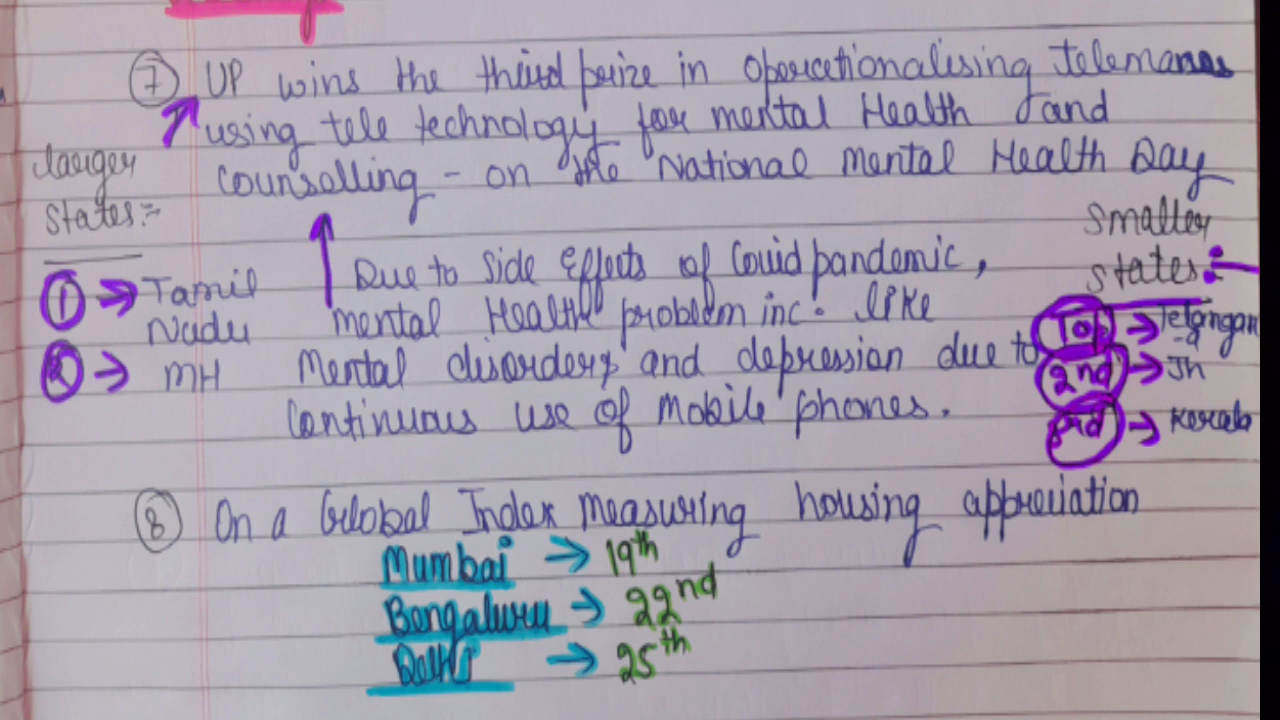 7 UP wins the third prize in operationalising telemanas
using tele technology for mental Health and
counselling - on the National Mental Health Day
larger
states:-
1 → Tamil
Nadu
2 → MH
Due to side effects of Covid pandemic,
mental Health problem inc. like
Mental disorders and depression due to
continuous use of mobile phones.
Smaller
states:-
Top → Telangana
2nd → Jh
3rd → Kerala
8 On a Global Index measuring housing appreciation
Mumbai → 19th
Bengaluru → 22nd
Delhi → 25th